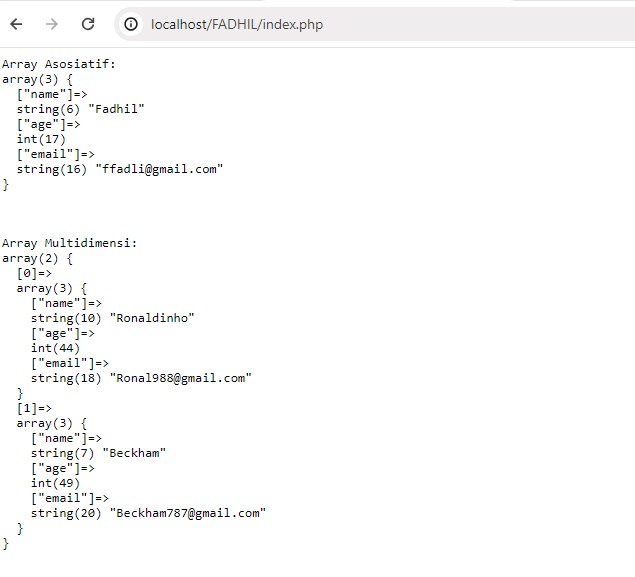 localhost/FADHIL/index.php
Array Asosiatif:
array(3) {
  ["name"]=>
  string(6) "Fadhil"
  ["age"]=>
  int(17)
  ["email"]=>
  string(16) "ffadli@gmail.com"
}
Array Multidimensi:
array(2) {
  [0]=>
  array(3) {
    ["name"]=>
    string(10) "Ronaldinho"
    ["age"]=>
    int(44)
    ["email"]=>
    string(18) "Ronal988@gmail.com"
  }
  [1]=>
  array(3) {
    ["name"]=>
    string(7) "Beckham"
    ["age"]=>
    int(49)
    ["email"]=>
    string(20) "Beckham787@gmail.com"
  }
}